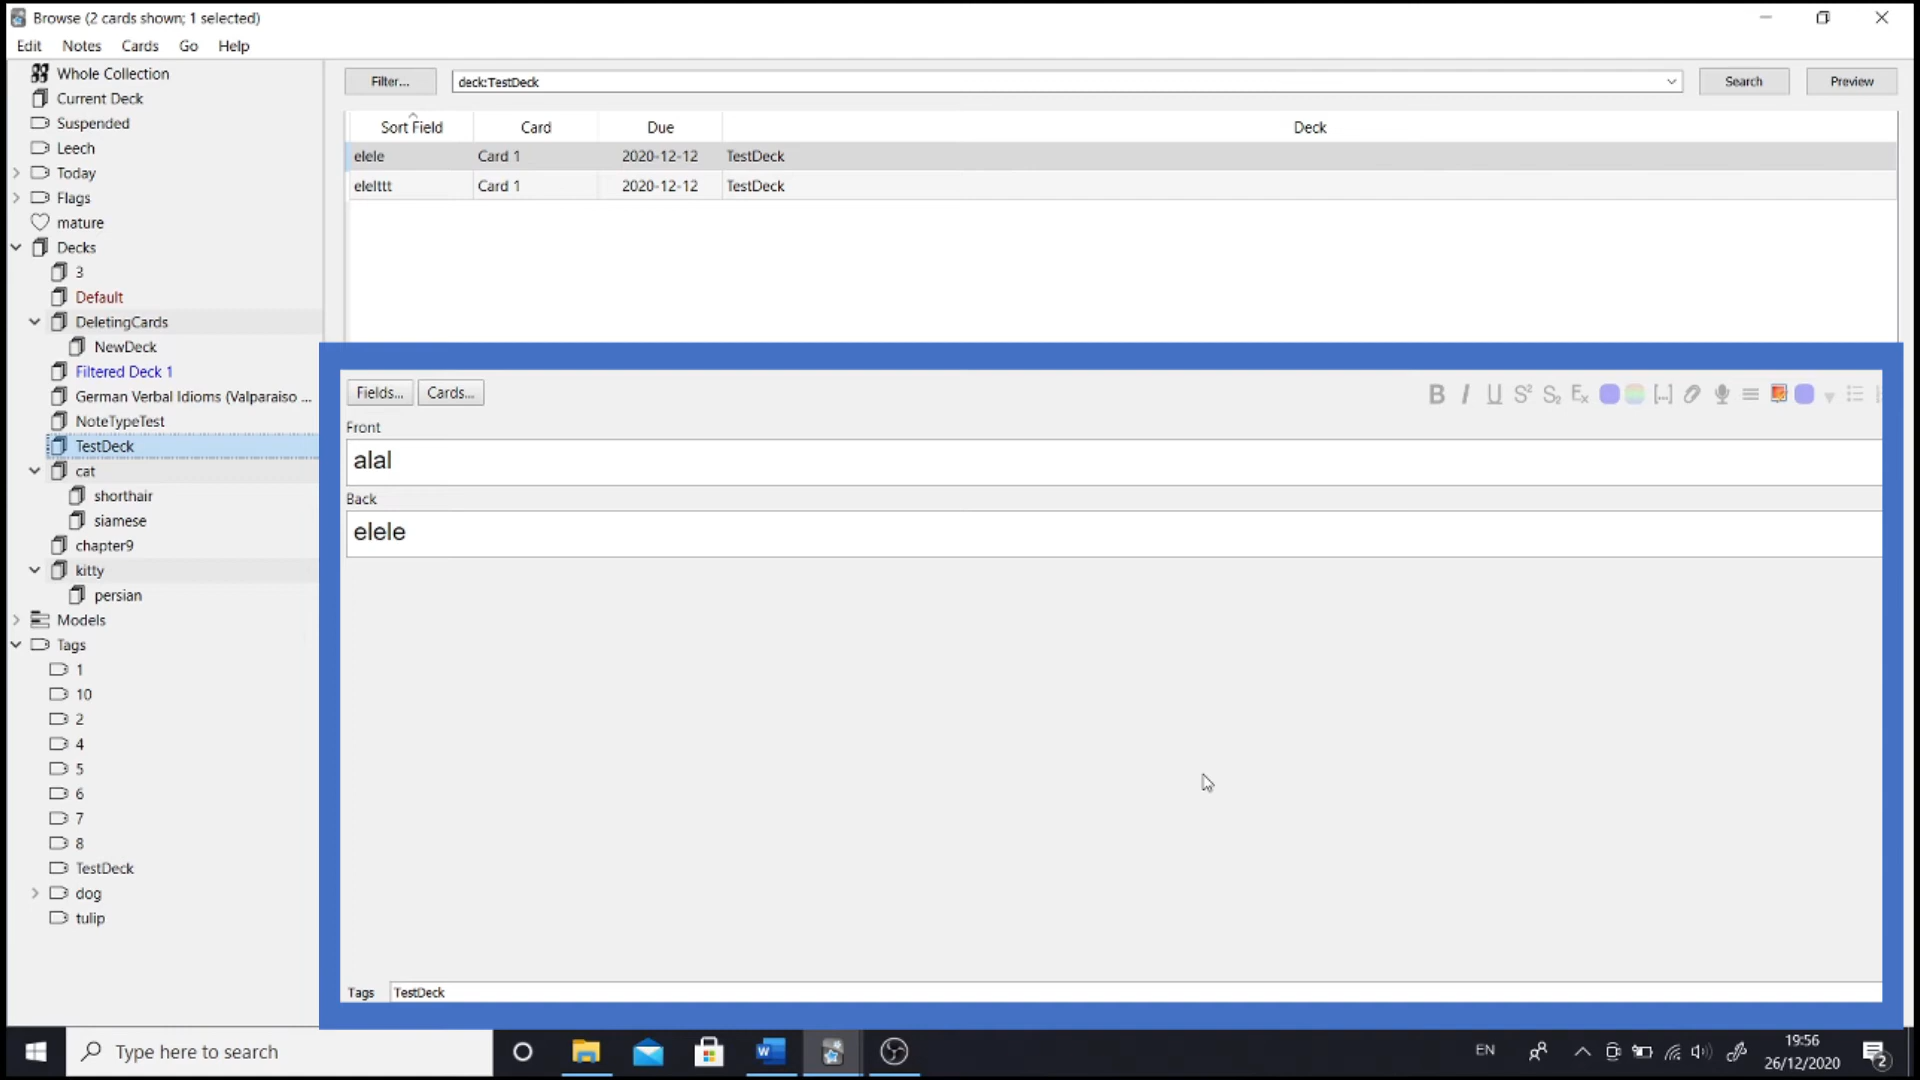 Browse (2 cards shown; 1 selected)
Edit Notes Cards Go Help
Whole Collection
Current Deck
Suspended
Leech
Today
Flags
mature
Decks
3
Default
DeletingCards
NewDeck
Filtered Deck 1
German Verbal Idioms (Valparaiso ...
NoteTypeTest
TestDeck
cat
shorthair
siamese
chapter9
kitty
persian
Models
Tags
1
10
2
4
5
6
7
8
TestDeck
dog
tulip
Filter... deck:TestDeck Search Preview
Sort Field Card Due Deck
elele Card 1 2020-12-12 TestDeck
elelttt Card 1 2020-12-12 TestDeck
Fields... Cards... B I U S² S₂ Ex [...]
Front
alal
Back
elele
Tags TestDeck
Type here to search
EN
19:56
26/12/2020
2